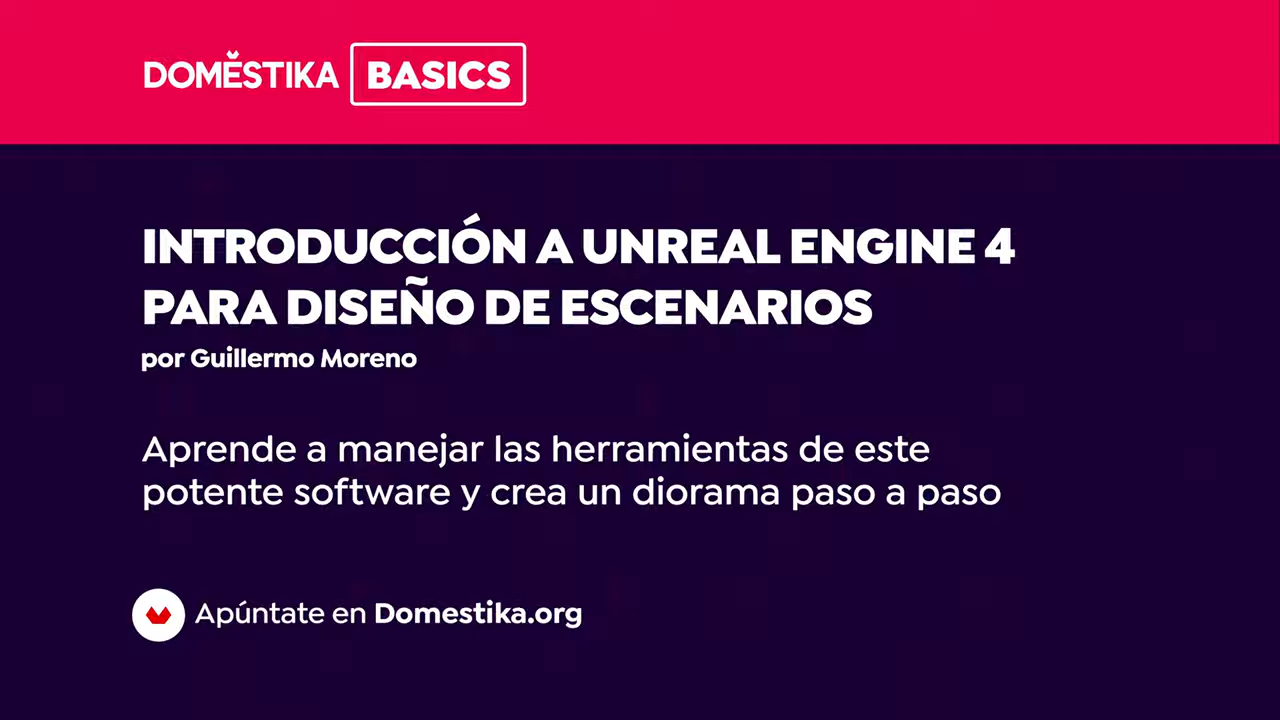 DOMĚSTIKA BASICS
INTRODUCCIÓN A UNREAL ENGINE 4
PARA DISEÑO DE ESCENARIOS
por Guillermo Moreno
Aprende a manejar las herramientas de este
potente software y crea un diorama paso a paso
Apúntate en Domestika.org